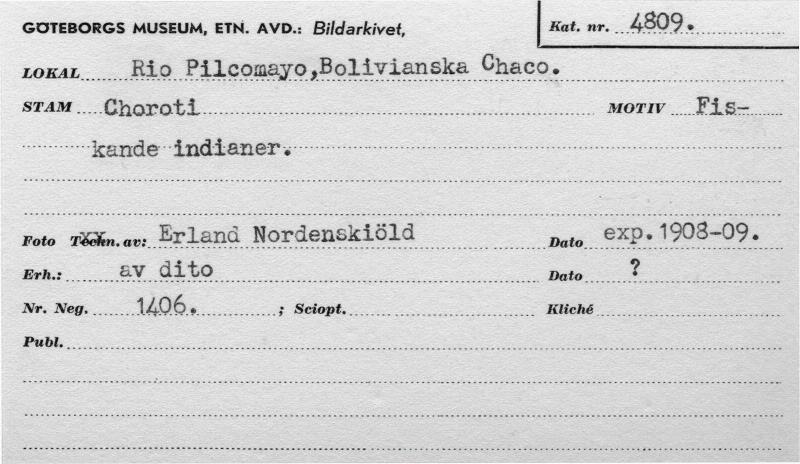 GÖTEBORGS MUSEUM, ETN. AVD.: Bildarkivet, Kat. nr. 4809.
LOKAL Rio Pilcomayo,Bolivianska Chaco.
STAM Choroti MOTIV Fis-
kande indianer.
Foto Techn. av: Erland Nordenskiöld Dato exp.1908-09.
Erh.: av dito Dato ?
Nr. Neg. 1406. ; Sciopt. Kliché
Publ.